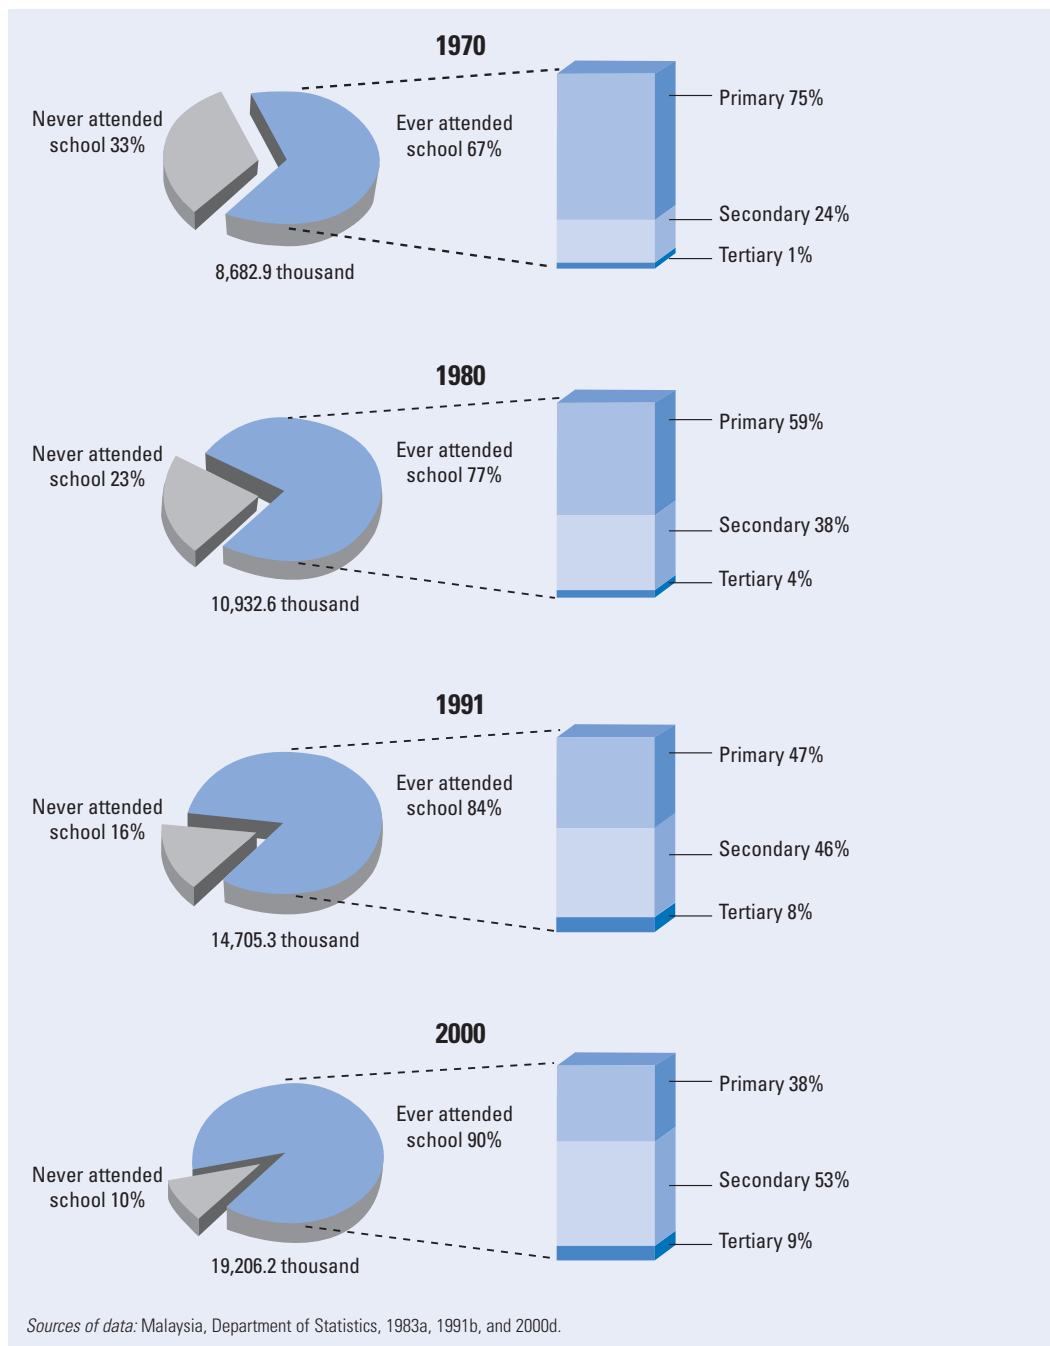 1970
Never attended
school 33%
Ever attended
school 67%
Primary 75%
Secondary 24%
Tertiary 1%
8,682.9 thousand
1980
Never attended
school 23%
Ever attended
school 77%
Primary 59%
Secondary 38%
Tertiary 4%
10,932.6 thousand
1991
Never attended
school 16%
Ever attended
school 84%
Primary 47%
Secondary 46%
Tertiary 8%
14,705.3 thousand
2000
Never attended
school 10%
Ever attended
school 90%
Primary 38%
Secondary 53%
Tertiary 9%
19,206.2 thousand
Sources of data: Malaysia, Department of Statistics, 1983a, 1991b, and 2000d.